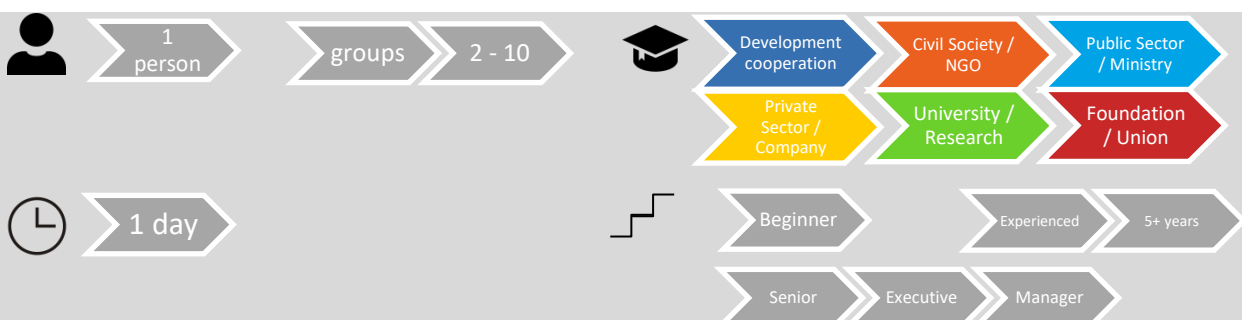 1
person
groups
2 - 10
Development
cooperation
Civil Society /
NGO
Public Sector
/ Ministry
Private
Sector /
Company
University /
Research
Foundation
/ Union
1 day
Beginner
Experienced
5+ years
Senior
Executive
Manager